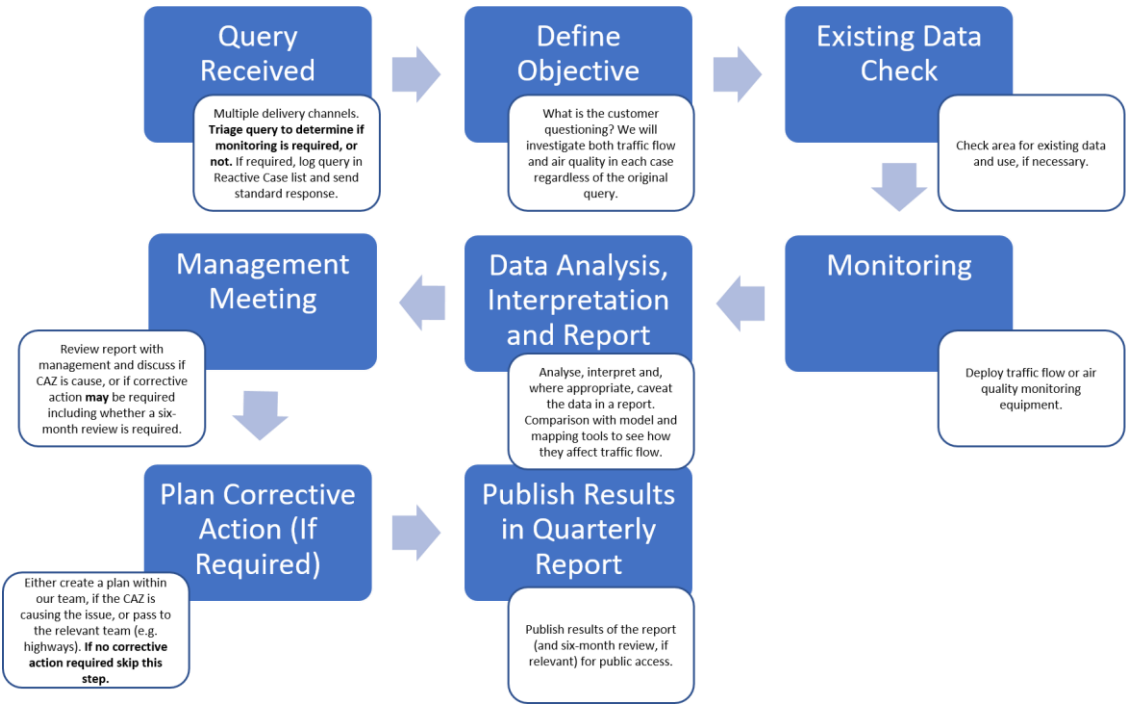 Query
Received
Multiple delivery channels.
Triage query to determine if
monitoring is required, or
not. If required, log query in
Reactive Case list and send
standard response.
Define
Objective
What is the customer
questioning? We will
investigate both traffic flow
and air quality in each case
regardless of the original
query.
Existing Data
Check
Check area for existing data
and use, if necessary.
Monitoring
Deploy traffic flow or air
quality monitoring
equipment.
Data Analysis,
Interpretation
and Report
Analyse, interpret and,
where appropriate, caveat
the data in a report.
Comparison with model and
mapping tools to see how
they affect traffic flow.
Management
Meeting
Review report with
management and discuss if
CAZ is cause, or if corrective
action may be required
including whether a six-
month review is required.
Plan Corrective
Action (If
Required)
Either create a plan within
our team, if the CAZ is
causing the issue, or pass to
the relevant team (e.g.
highways). If no corrective
action required skip this
step.
Publish Results
in Quarterly
Report
Publish results of the report
(and six-month review, if
relevant) for public access.